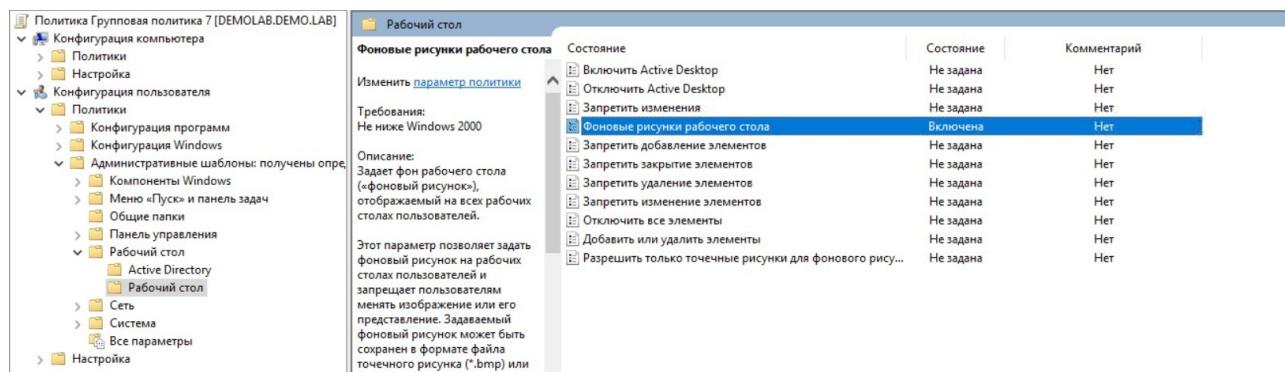 Политика Групповая политика 7 [DEMOLAB.DEMO.LAB]
Конфигурация компьютера
Политики
Настройка
Конфигурация пользователя
Политики
Конфигурация программ
Конфигурация Windows
Административные шаблоны: получены опре
Компоненты Windows
Меню «Пуск» и панель задач
Общие папки
Панель управления
Рабочий стол
Active Directory
Рабочий стол
Сеть
Система
Все параметры
Настройка
Рабочий стол
Фоновые рисунки рабочего стола
Изменить параметр политики
Требования:
Не ниже Windows 2000
Описание:
Задает фон рабочего стола
(«фоновый рисунок»),
отображаемый на всех рабочих
столах пользователей.
Этот параметр позволяет задать
фоновый рисунок на рабочих
столах пользователей и
запрещает пользователям
менять изображение или его
представление. Задаваемый
фоновый рисунок может быть
сохранен в формате файла
точечного рисунка (*.bmp) или
Состояние Состояние Комментарий
Включить Active Desktop Не задана Нет
Отключить Active Desktop Не задана Нет
Запретить изменения Не задана Нет
Фоновые рисунки рабочего стола Включена Нет
Запретить добавление элементов Не задана Нет
Запретить закрытие элементов Не задана Нет
Запретить удаление элементов Не задана Нет
Запретить изменение элементов Не задана Нет
Отключить все элементы Не задана Нет
Добавить или удалить элементы Не задана Нет
Разрешить только точечные рисунки для фонового рису... Не задана Нет